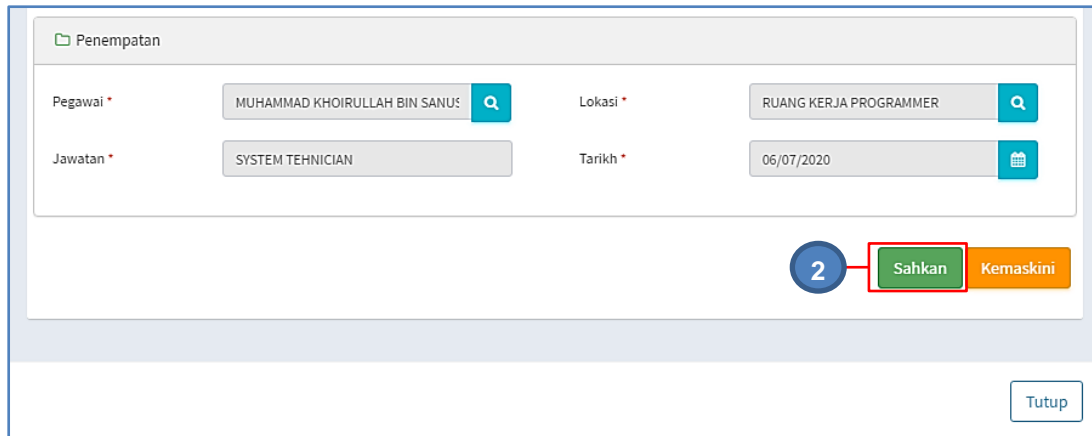 Penempatan
Pegawai * MUHAMMAD KHOIRULLAH BIN Lokasi * RUANG KERJA PROGRAMMER
Jawatan * SYSTEM TEHNICIAN Tarikh * 06/07/2020
2 Sahkan Kemaskini
Tutup